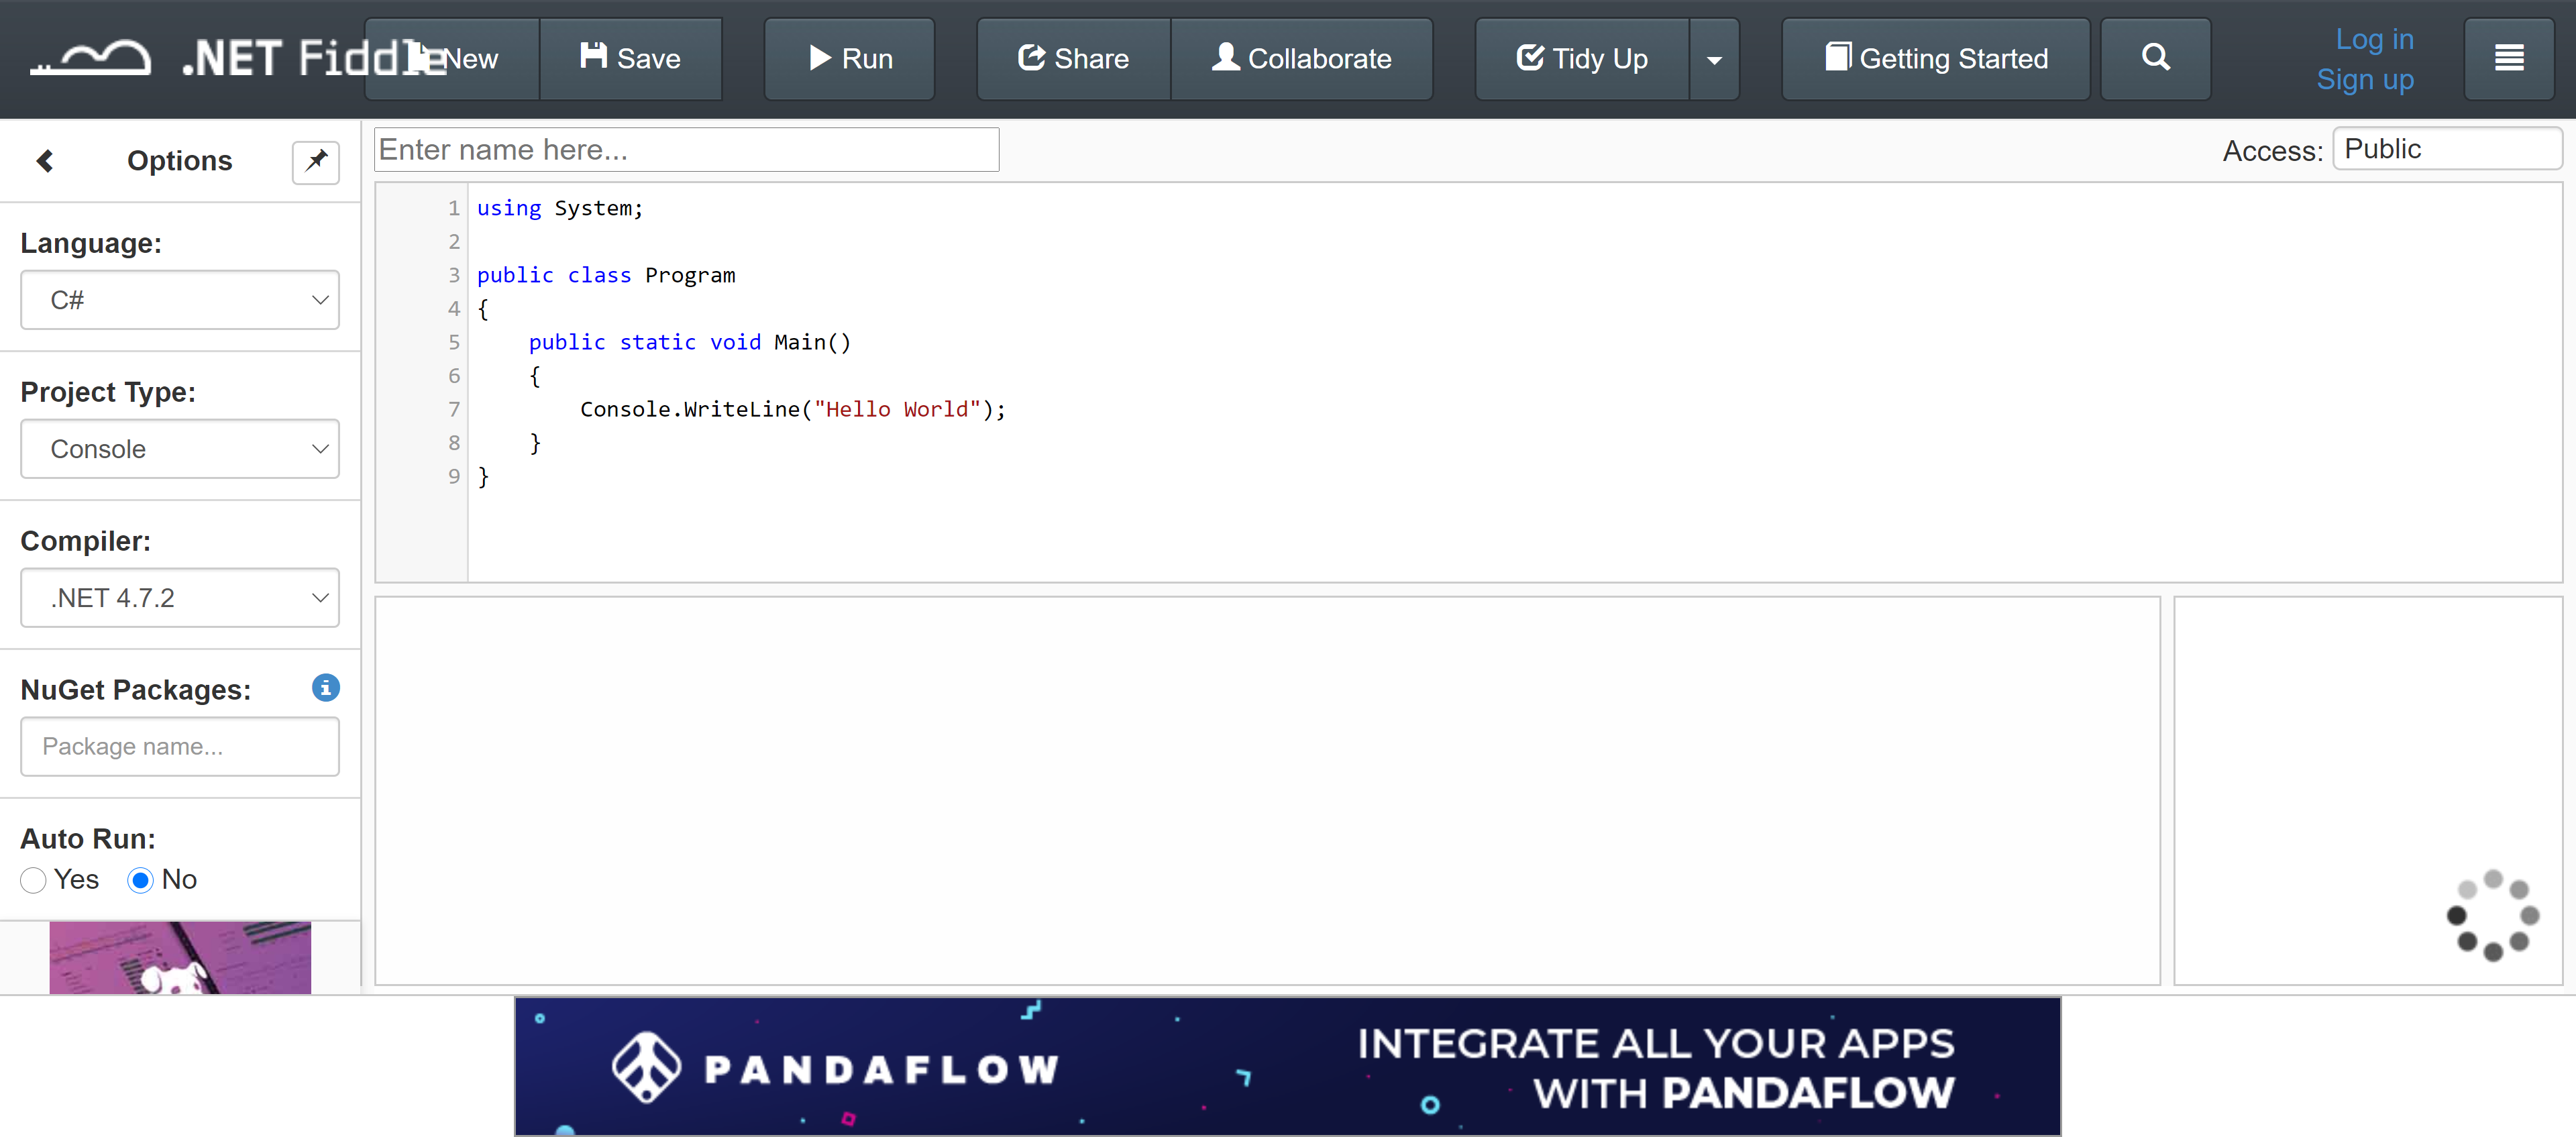 .NET Fiddle
New
Save
Run
Share
Collaborate
Tidy Up
Getting Started
Log in
Sign up
Options
Language:
C#
Project Type:
Console
Compiler:
.NET 4.7.2
NuGet Packages:
Package name...
Auto Run:
Yes No
Enter name here...
Access: Public
1 using System;
2
3 public class Program
4 {
5 public static void Main()
6 {
7 Console.WriteLine("Hello World");
8 }
9 }
PANDAFLOW
INTEGRATE ALL YOUR APPS
WITH PANDAFLOW